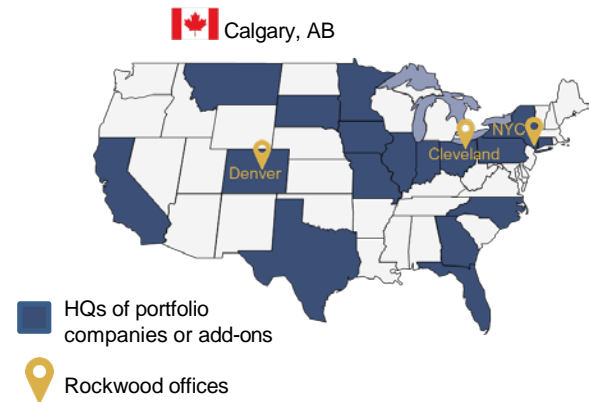 Calgary, AB
NYC
Cleveland
Denver
HQs of portfolio
companies or add-ons
Rockwood offices